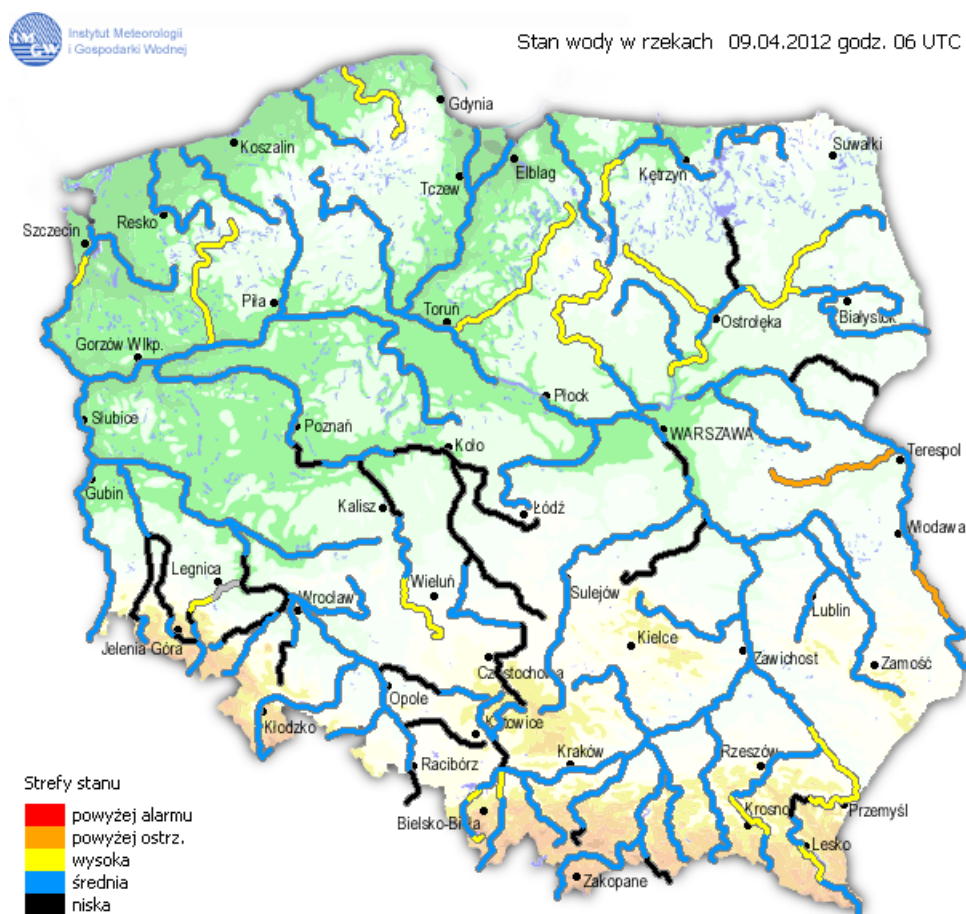 IMGW
Instytut Meteorologii
i Gospodarki Wodnej
Stan wody w rzekach 09.04.2012 godz. 06 UTC
Gdynia
Koszalin
Suwałki
Elbląg
Kętrzyn
Tczew
Resko
Szczecin
Piła
Toruń
Ostrołęka
Białystok
Gorzów Wlkp.
Płock
Słubice
Poznań
WARSZAWA
Koło
Terespol
Gubin
Kalisz
Łódź
Włodawa
Legnica
Wrocław
Wieluń
Sulejów
Lublin
Jelenia Góra
Kielce
Częstochowa
Zawichost
Zamość
Opole
Kłodzko
Katowice
Kraków
Rzeszów
Racibórz
Strefy stanu
powyżej alarmu
powyżej ostrz.
wysoka
średnia
niska
Bielsko-Biała
Krosno
Przemyśl
Lesko
Zakopane